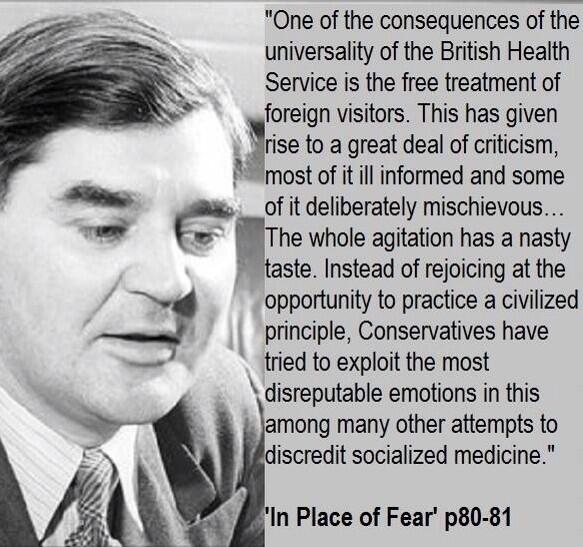 "One of the consequences of the
universality of the British Health
Service is the free treatment of
foreign visitors. This has given
rise to a great deal of criticism,
most of it ill informed and some
of it deliberately mischievous...
The whole agitation has a nasty
taste. Instead of rejoicing at the
opportunity to practice a civilized
principle, Conservatives have
tried to exploit the most
disreputable emotions in this
among many other attempts to
discredit socialized medicine."
'In Place of Fear' p80-81